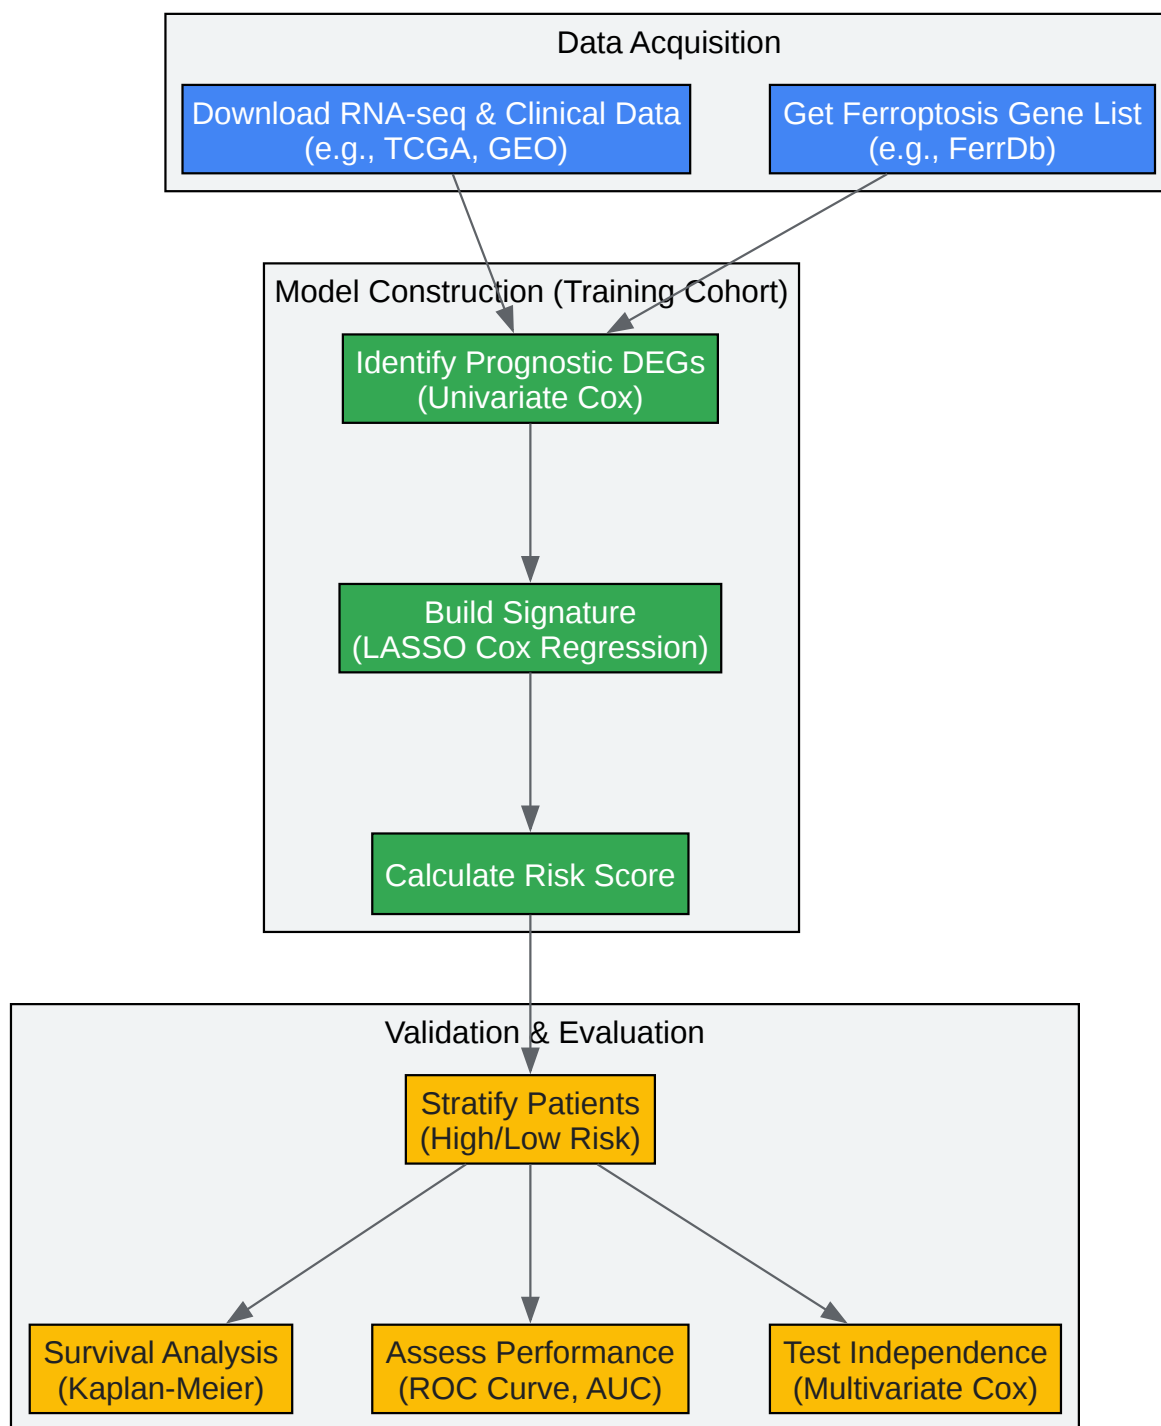 Data Acquisition
Download RNA-seq & Clinical Data
(e.g., TCGA, GEO)
Get Ferroptosis Gene List
(e.g., FerrDb)
Model Construction (Training Cohort)
Identify Prognostic DEGs
(Univariate Cox)
Build Signature
(LASSO Cox Regression)
Calculate Risk Score
Validation & Evaluation
Stratify Patients
(High/Low Risk)
Survival Analysis
(Kaplan-Meier)
Assess Performance
(ROC Curve, AUC)
Test Independence
(Multivariate Cox)